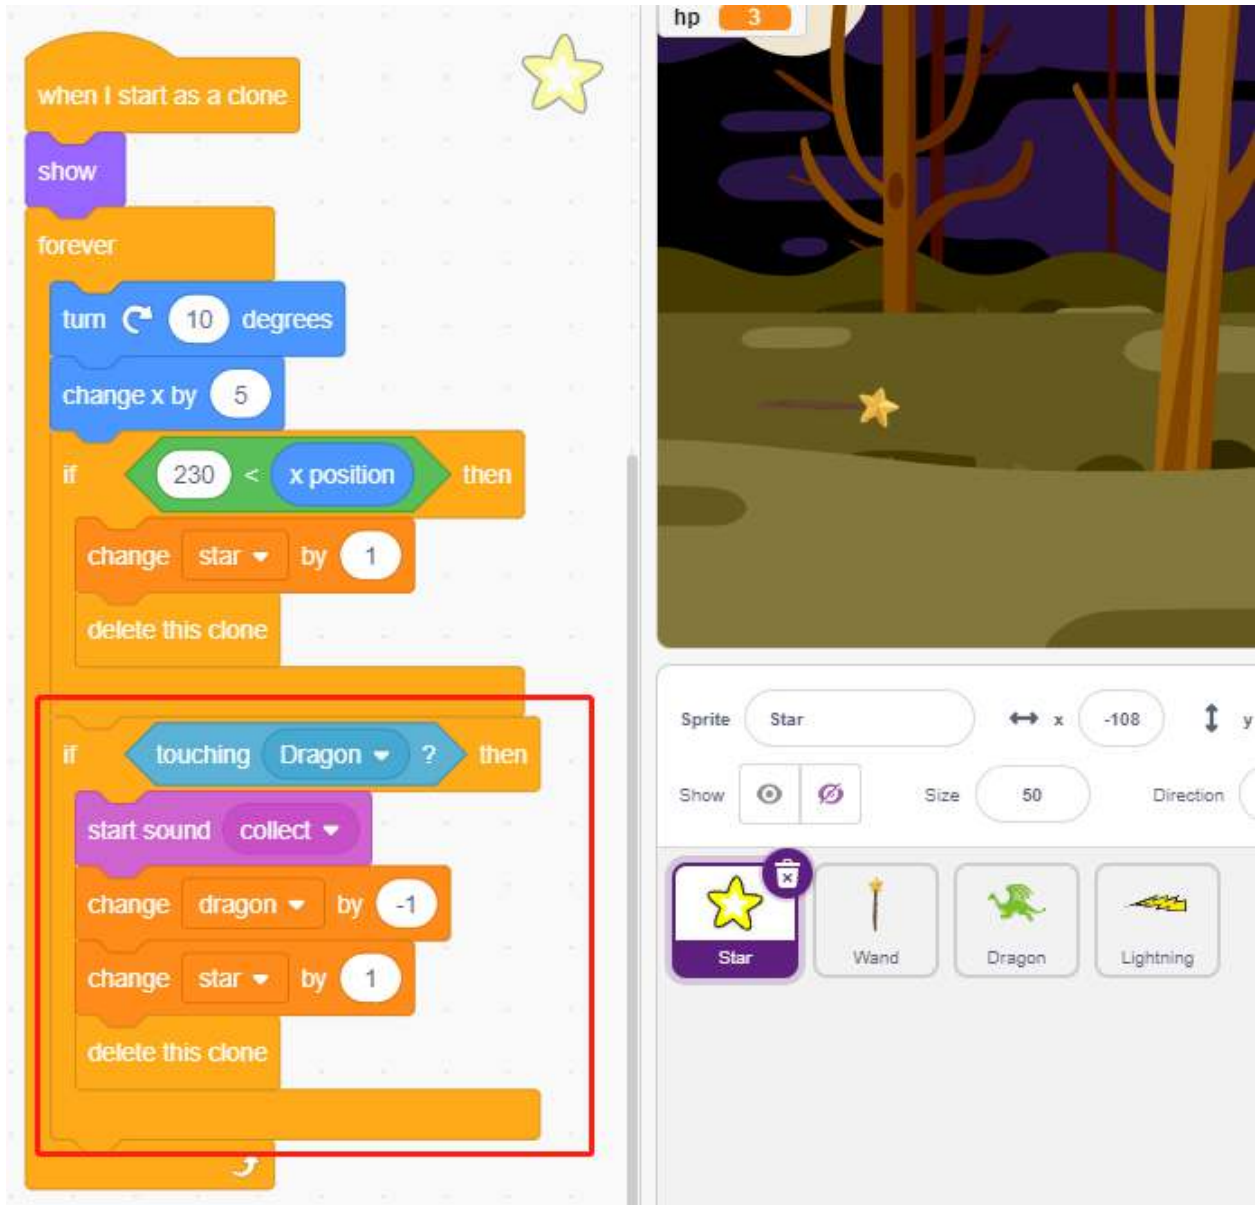 when I start as a clone
show
forever
turn 10 degrees
change x by 5
if 230 < x position then
change star by 1
delete this clone
if touching Dragon ? then
start sound collect
change dragon by -1
change star by 1
delete this clone
hp 3
Sprite Star x -108 y
Show Size 50 Direction
Star Wand Dragon Lightning